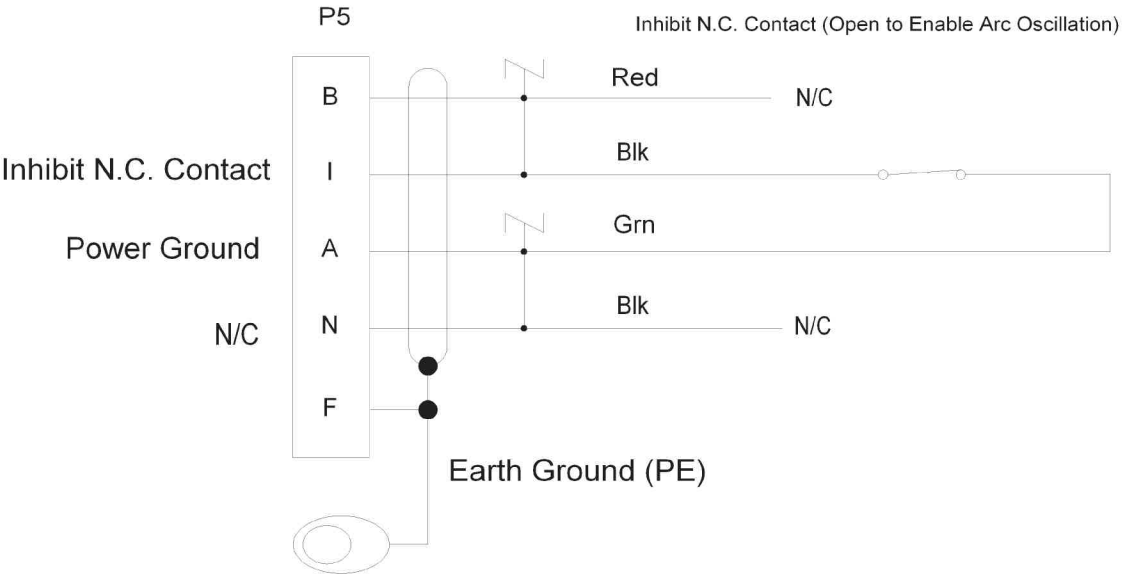 P5
Inhibit N.C. Contact (Open to Enable Arc Oscillation)
B
Red
N/C
Inhibit N.C. Contact
I
Blk
Power Ground
A
Grn
N/C
N
Blk
N/C
F
Earth Ground (PE)